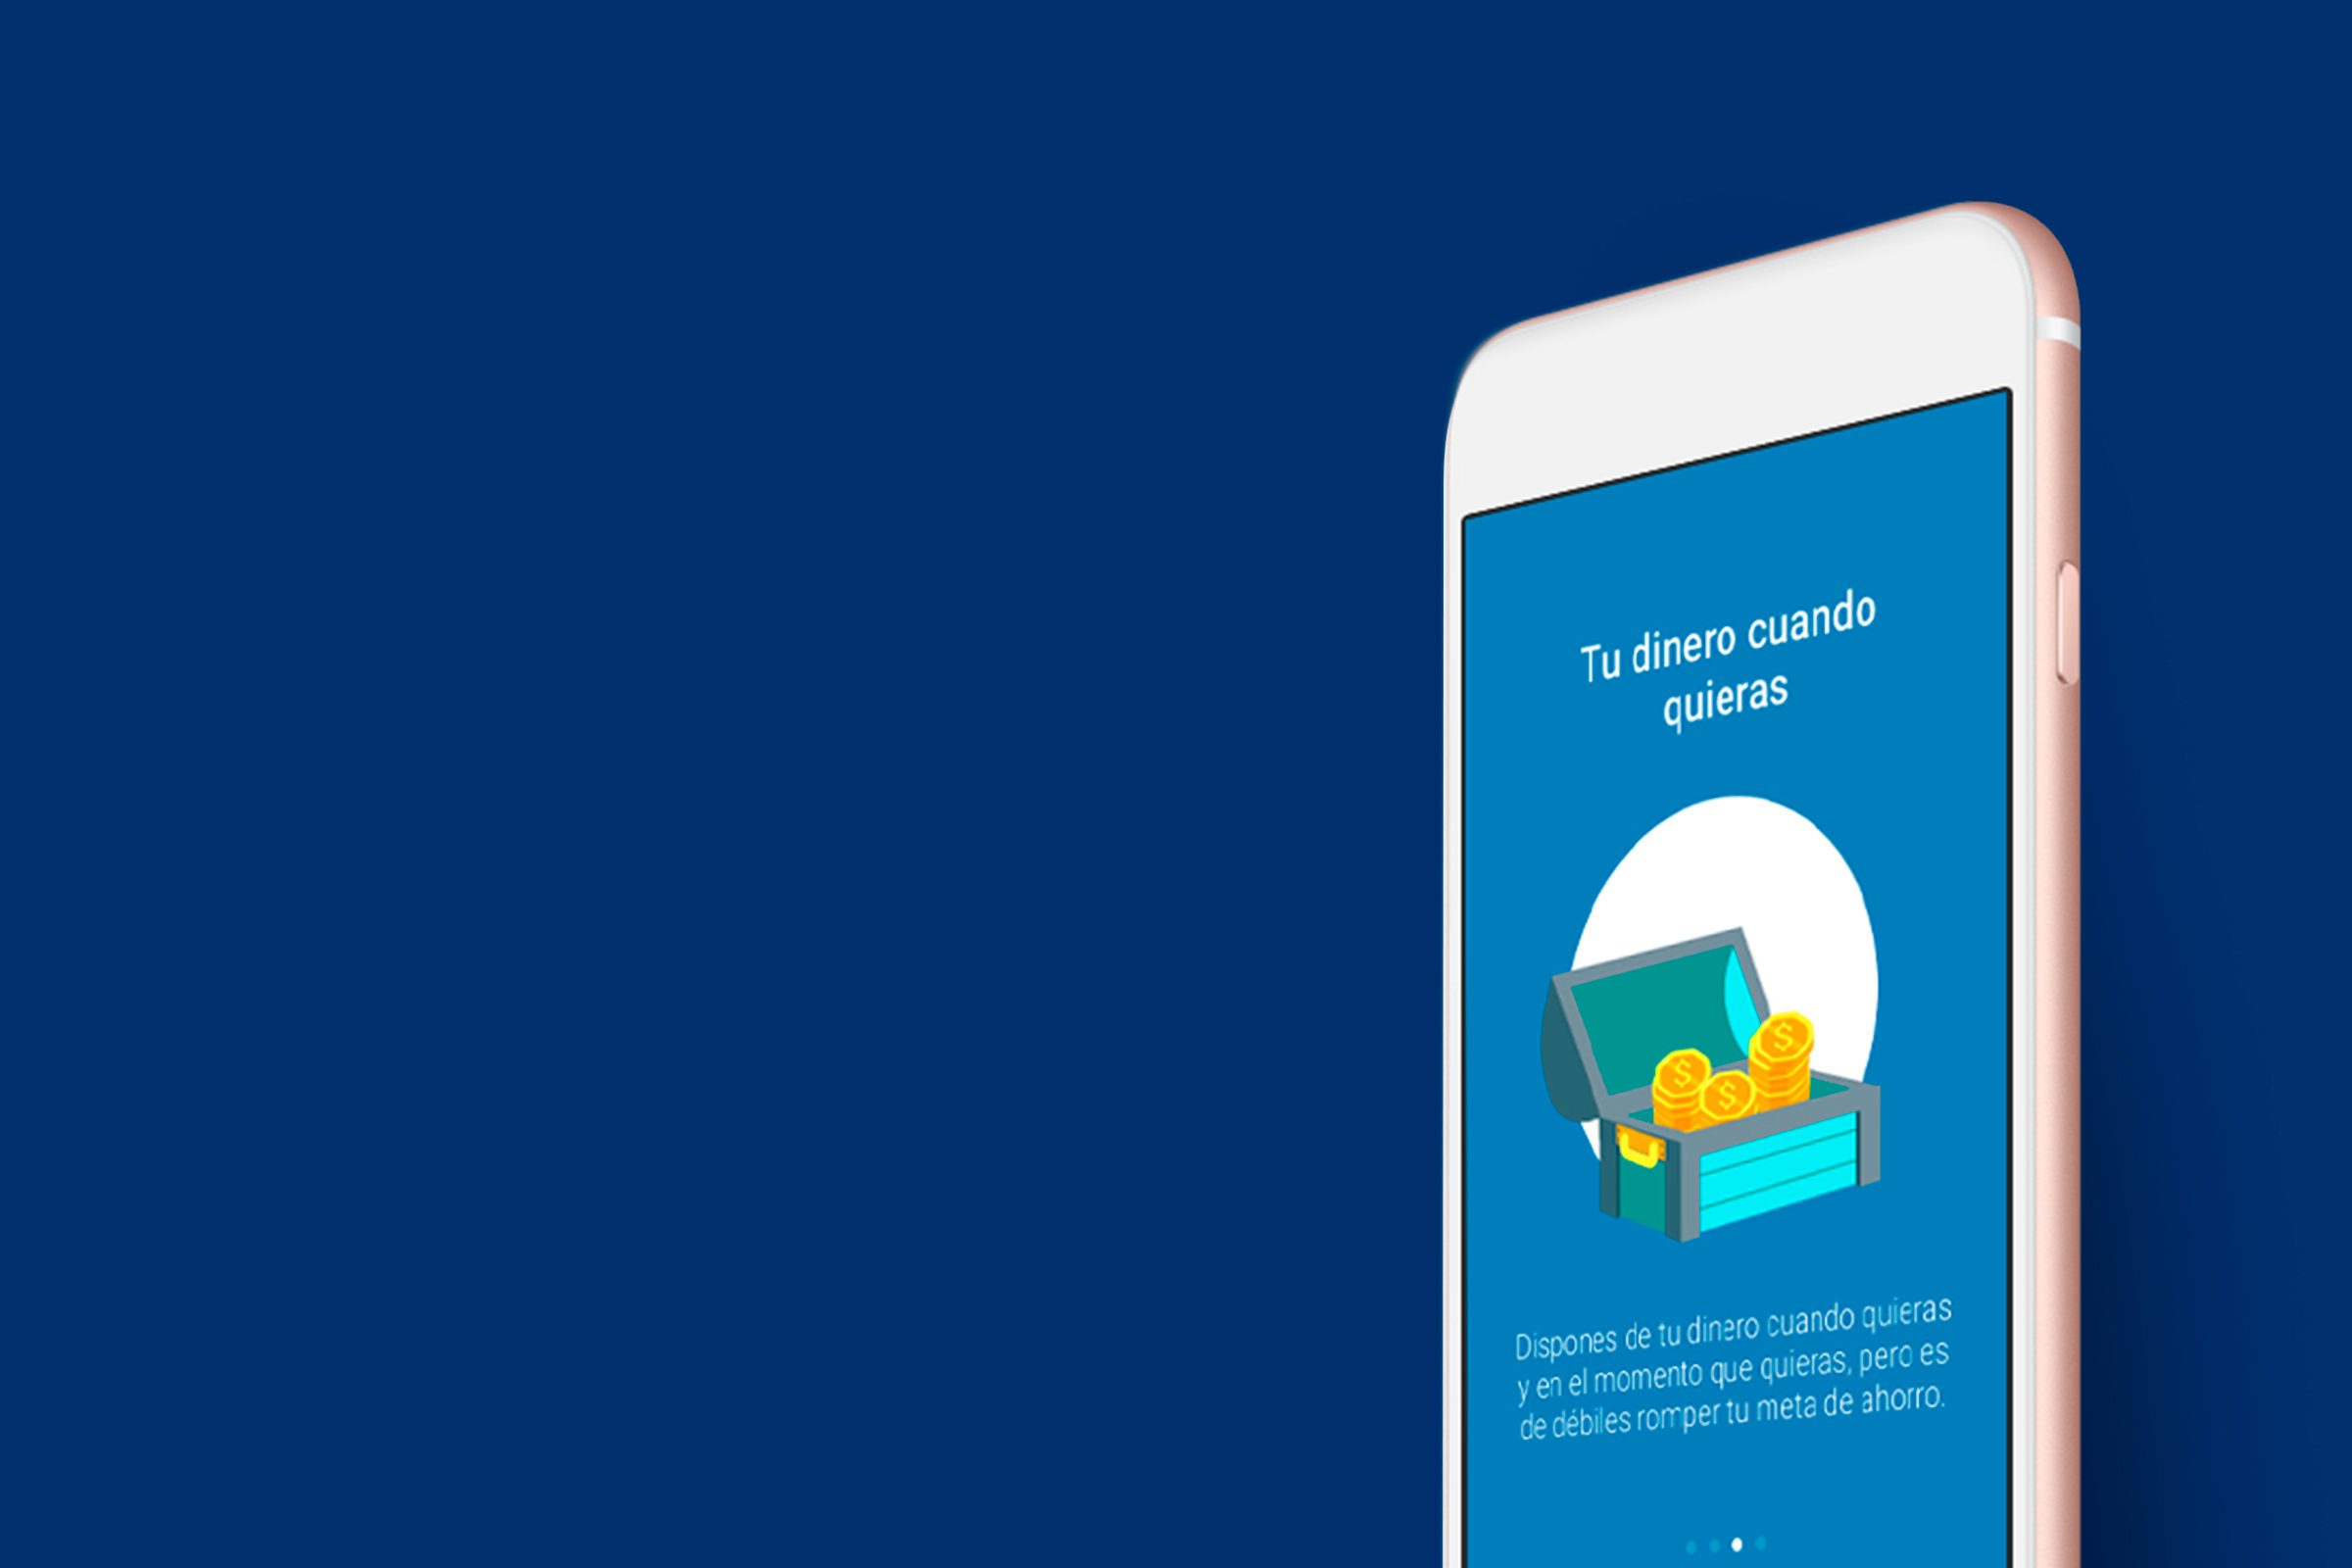 Tu dinero cuando
quieras
$
$
$
Dispones de tu dinero cuando quieras
y en el momento que quieras, pero es
de débiles romper tu meta de ahorro.